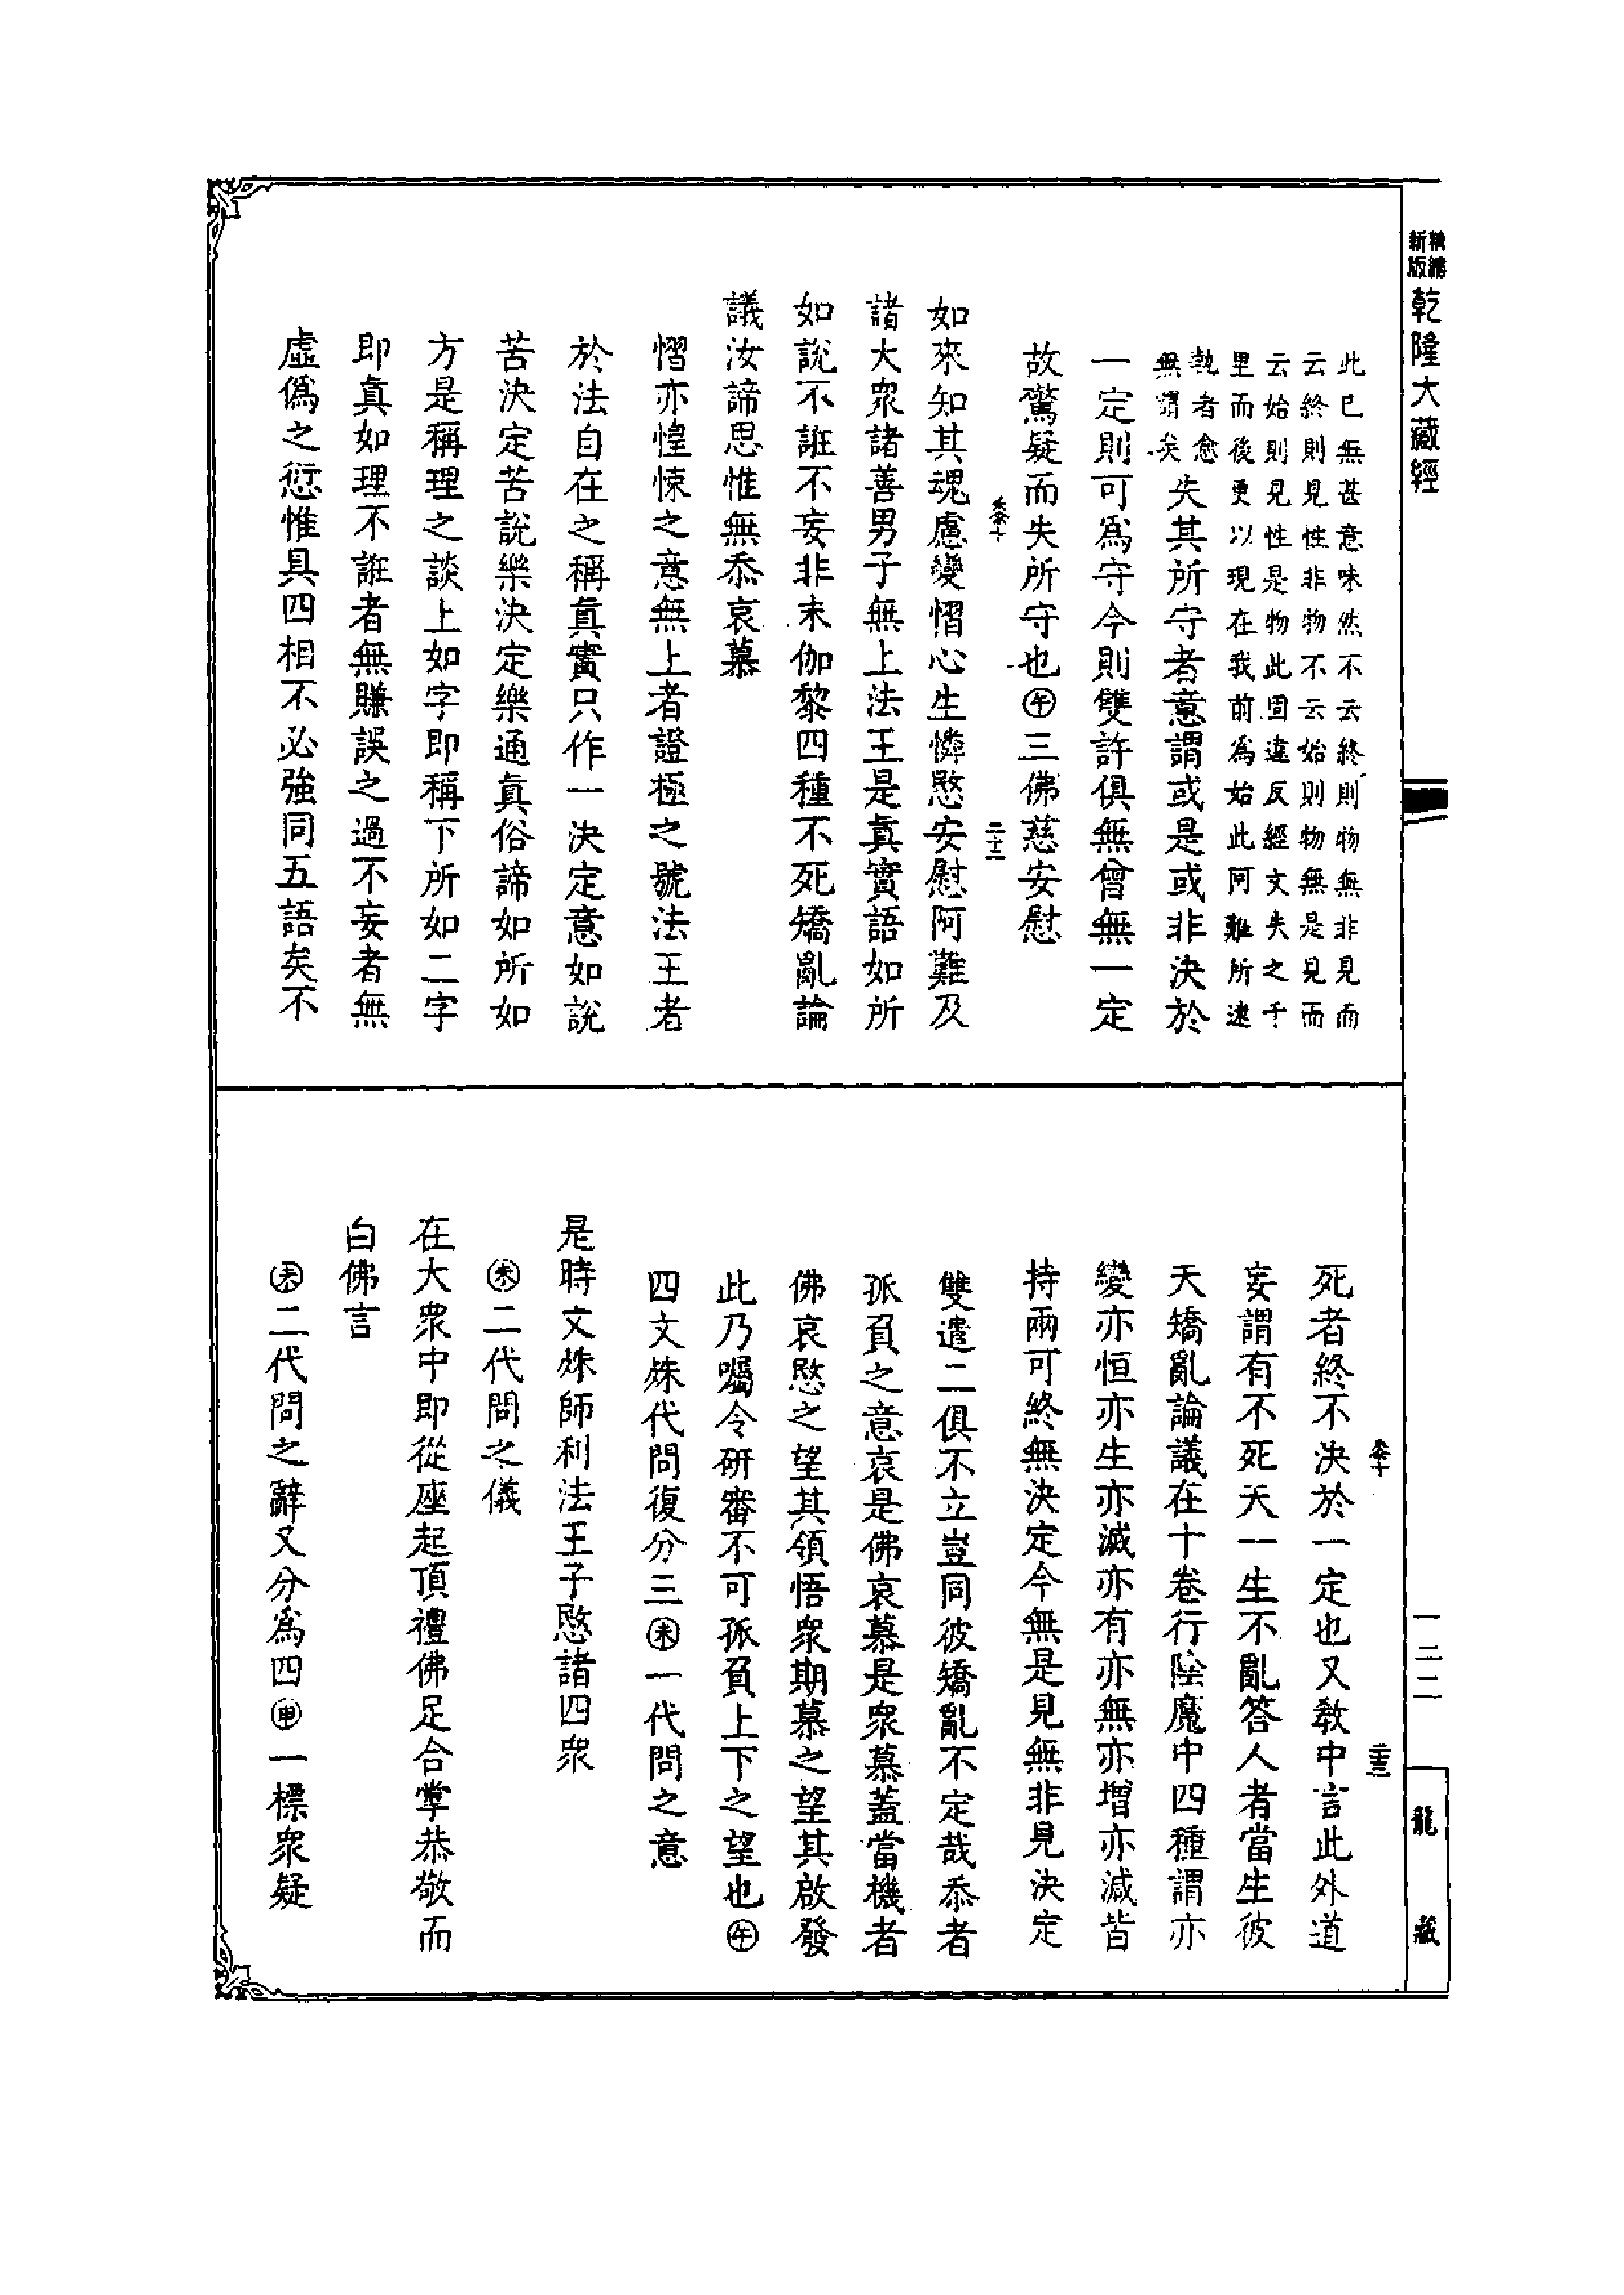 新版 精縮 乾隆大藏經
此已無甚意味然不云終則物無非見而
云終則見性非物不云始則物無是見而
云始則見性是物此固違反經文失之千
里而後更以現在我前為始此阿難所逮
執者愈
無謂矣
失其所守者意謂或是或非決於
一定則可為守今則雙許俱無曾無一定
故驚疑而失所守也㊍三佛慈安慰
如來知其魂慮變慴心生憐愍安慰阿難及
諸大眾諸善男子無上法王是真實語如所
如說不誑不妄非末伽黎四種不死矯亂論
議汝諦思惟無忝哀慕
慴亦惶悚之意無上者證極之號法王者
於法自在之稱真實只作一決定意如說
苦決定苦說樂決定樂通真俗諦如所如
方是稱理之談上如字即稱下所如二字
即真如理不誑者無賺誤之過不妄者無
虛偽之愆惟具四相不必強同五語矣不
死者終不決於一定也又教中言此外道
妄謂有不死天一生不亂答人者當生彼
天矯亂論議在十卷行陰魔中四種謂亦
變亦恒亦生亦滅亦有亦無亦增亦減皆
持兩可終無決定今無是見無非見決定
雙遣二俱不立豈同彼矯亂不定哉忝者
孤負之意哀是佛哀慕是眾慕蓋當機者
佛哀愍之望其領悟眾期慕之望其啟發
此乃囑令研審不可孤負上下之望也午
四文殊代問復分三未一代問之意
是時文殊師利法王子愍諸四眾
未二代問之儀
在大眾中即從座起頂禮佛足合掌恭敬而
白佛言
未二代問之辭又分為四申一標眾疑
一三二
龍藏